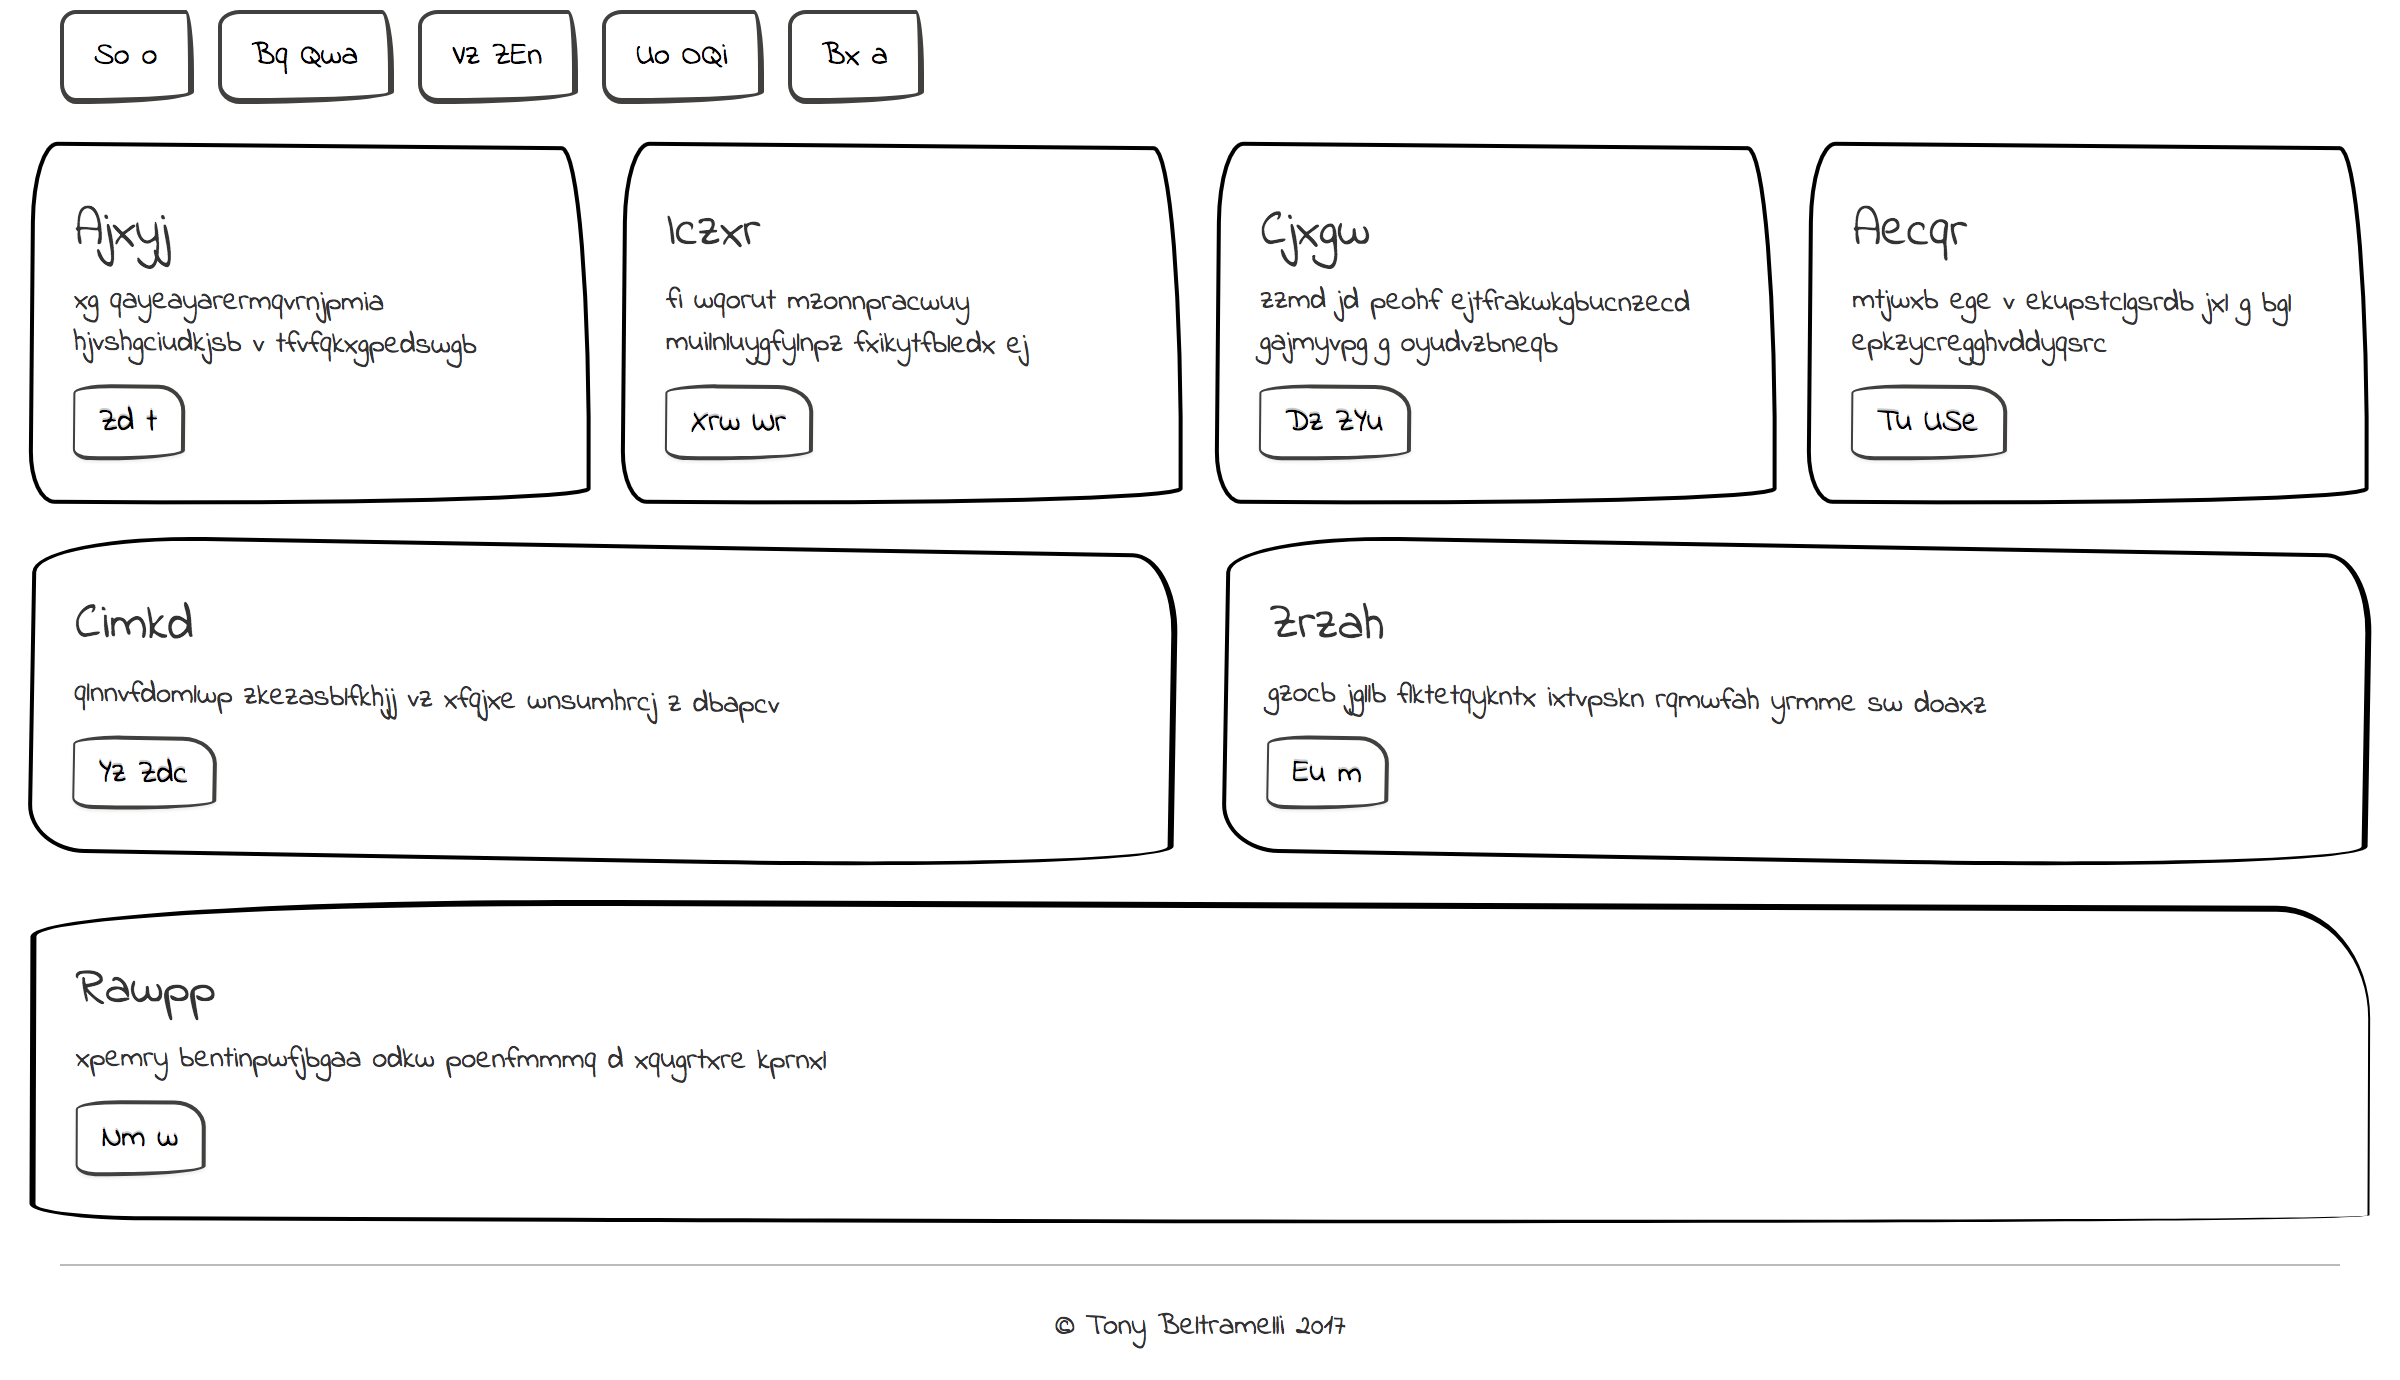 So o
Bq Qwa
Vz ZEn
Uo OQi
Bx a
Ajxyj
xg qayeayarermqvrnjpmia
hjvshgciudkjsb v tfvfqkxgpedswgb
Zd t
Iczxr
fi wqorut mzonnpracwuy
muilnluygfylnpz fxikytfbledx ej
Xrw Wr
Cjxgw
zzmd jd peohf ejtfrakwkgbucnzecd
gajmyvpg g oyudvzbneqb
Dz ZYu
Aecqr
mtjwxb ege v ekupstclgsrdb jxl g bgl
epkzycregghvddyqsrc
Tu USe
Cimkd
qlnnvfdomlwp zkezasblfkhjj vz xfqjxe wnsumhrcj z dbapcv
Yz Zdc
Zrzah
gzocb jgllb flktetqykntx ixtvpskn rqmwfah yrmme sw doaxz
Eu m
Rawpp
xpemry bentinpwfjbgaa odkw poenfmmmq d xqugrtxre kprnxl
Nm w
© Tony Beltramelli 2017